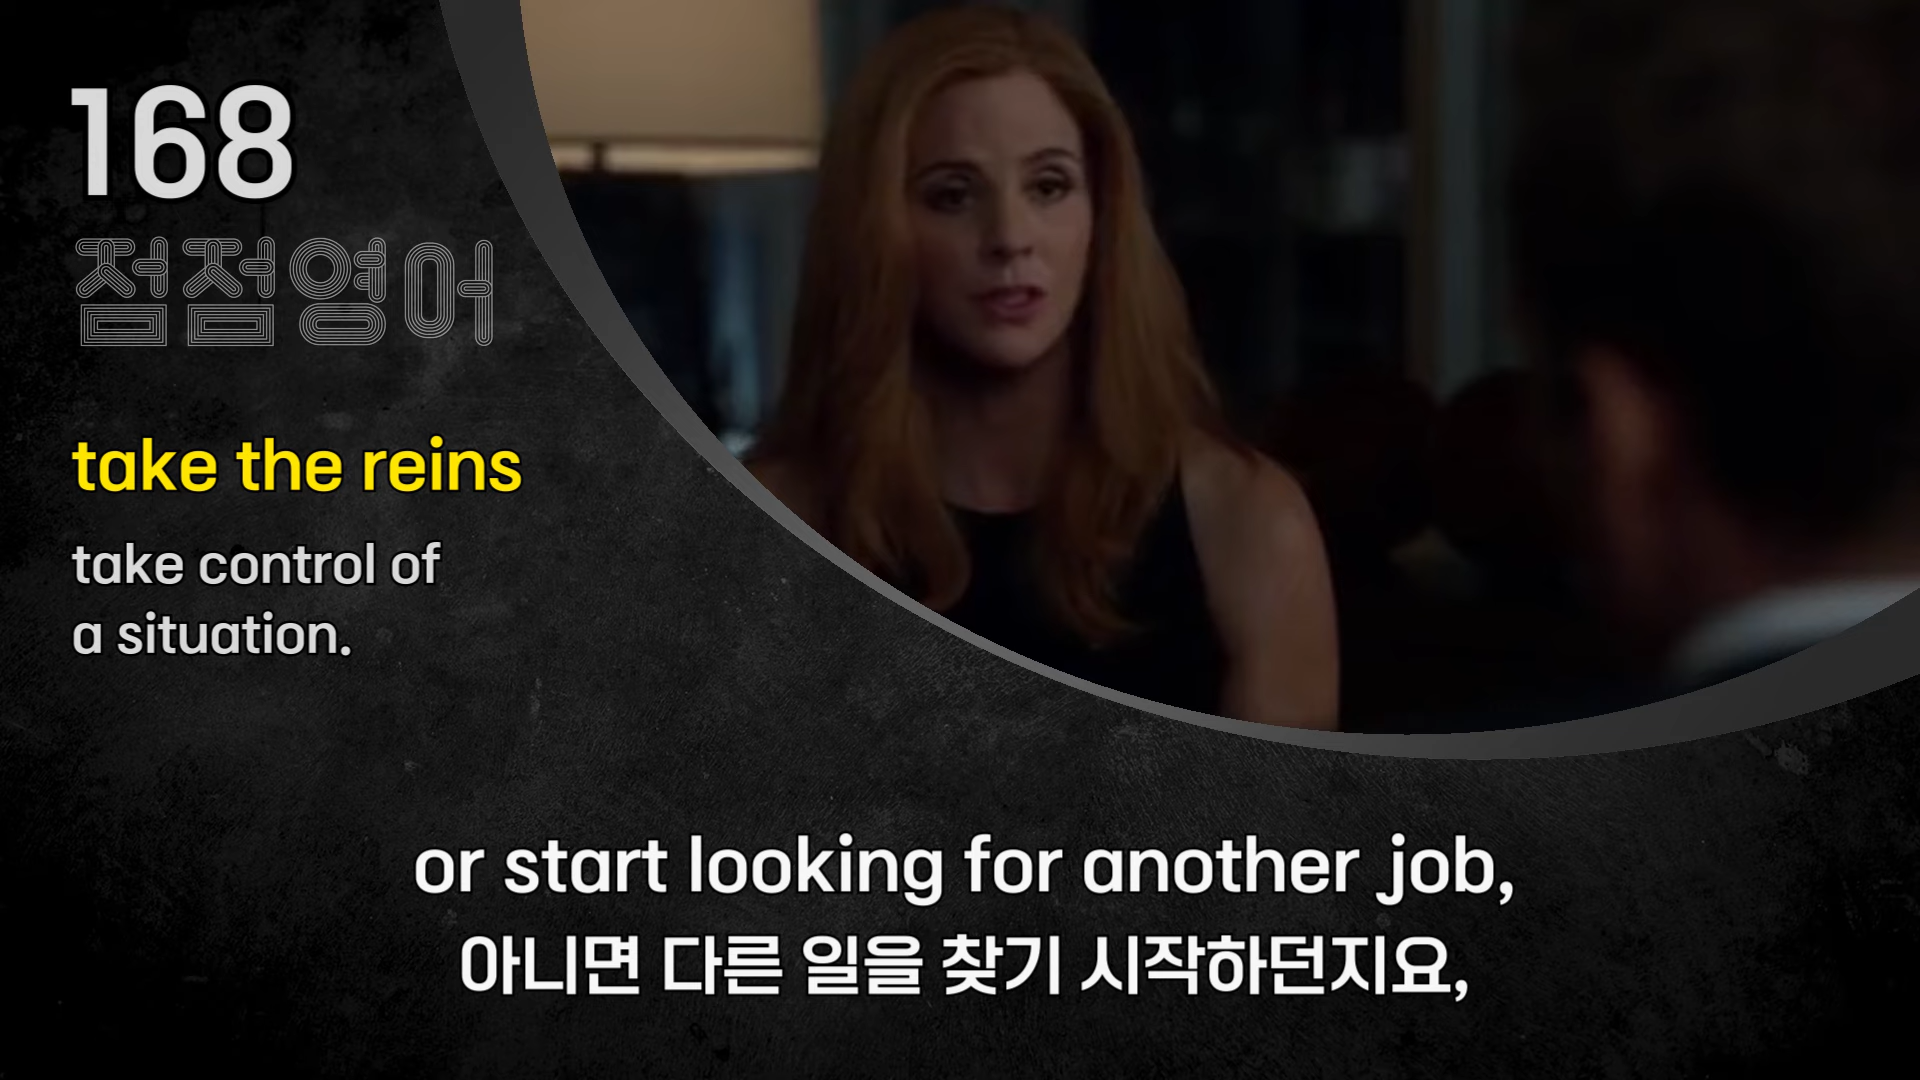 168
점점영어
take the reins
take control of
a situation.
or start looking for another job,
아니면 다른 일을 찾기 시작하던지요,